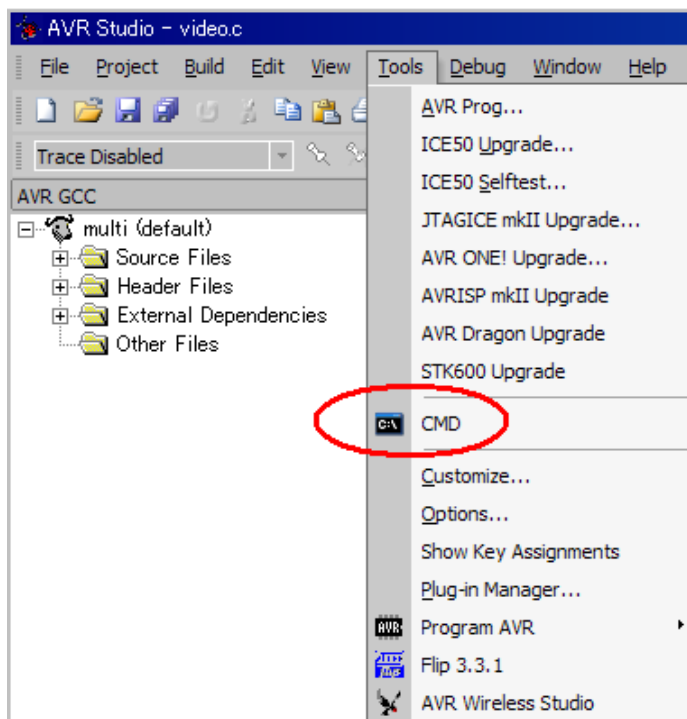 AVR Studio - video.c
File Project Build Edit View Tools Debug Window Help
Trace Disabled
AVR GCC
multi (default)
Source Files
Header Files
External Dependencies
Other Files
AVR Prog...
ICE50 Upgrade...
ICE50 Selftest...
JTAGICE mkII Upgrade...
AVR ONE! Upgrade...
AVRISP mkII Upgrade
AVR Dragon Upgrade
STK600 Upgrade
C:\ CMD
Customize...
Options...
Show Key Assignments
Plug-in Manager...
AVR Program AVR
Flip 3.3.1
AVR Wireless Studio